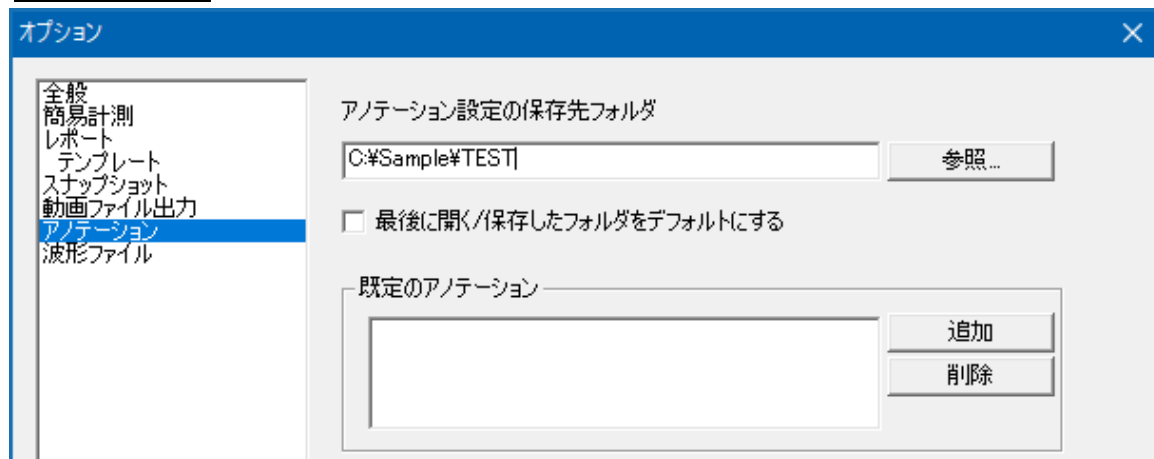 オプション
全般
簡易計測
レポート
テンプレート
スナップショット
動画ファイル出力
アノテーション
波形ファイル
アノテーション設定の保存先フォルダ
C:¥Sample¥TEST
参照...
最後に開く/保存したフォルダをデフォルトにする
既定のアノテーション
追加
削除